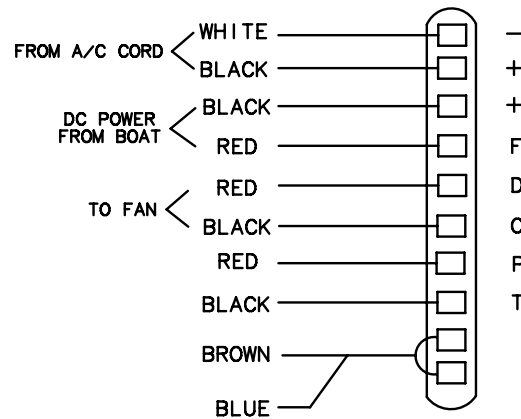 WHITE
FROM A/C CORD
BLACK
BLACK
DC POWER
FROM BOAT
RED
RED
TO FAN
BLACK
RED
BLACK
BROWN
BLUE
-
+
+
F
D
P
T